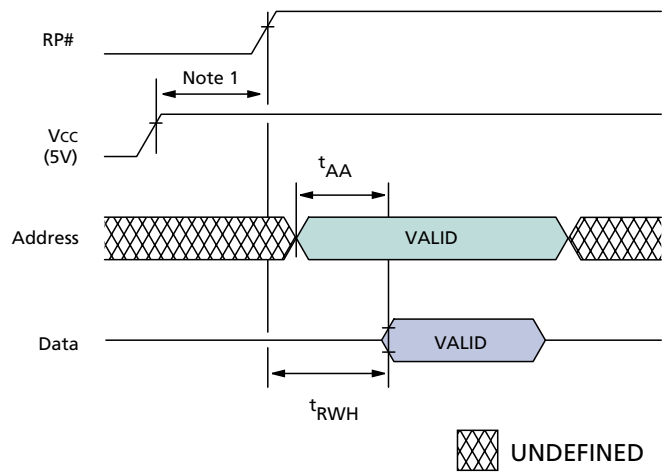 RP#
Note 1
VCC
(5V)
tAA
Address
VALID
Data
VALID
tRWH
UNDEFINED